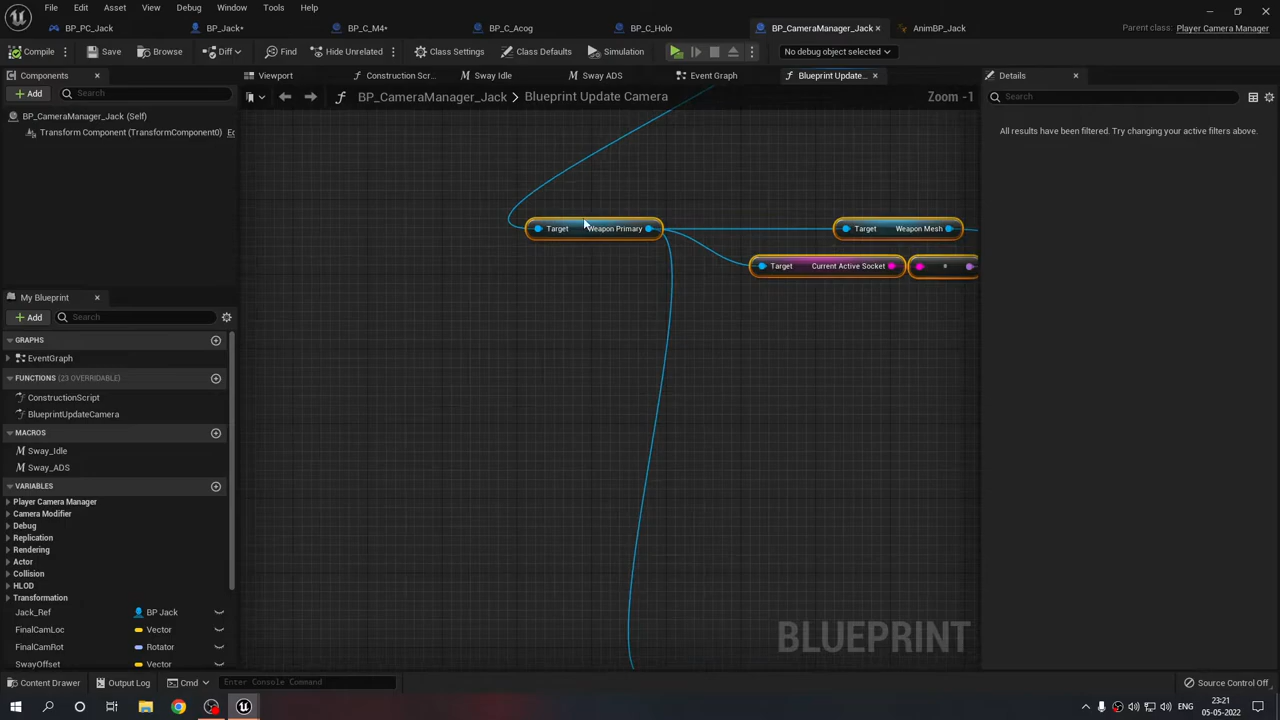 File Edit Asset View Debug Window Tools Help
BP_PC_Jack BP_Jack* BP_C_M4* BP_C_Acog BP_C_Holo BP_CameraManager_Jack AnimBP_Jack Parent class: Player Camera Manager
Compile Save Browse Diff Find Hide Unrelated Class Settings Class Defaults Simulation No debug object selected
Components Viewport Construction Scr... Sway Idle Sway ADS Event Graph Blueprint Update... Details
Add Search BP_CameraManager_Jack > Blueprint Update Camera Zoom -1 Search
BP_CameraManager_Jack (Self)
Transform Component (TransformComponent0) Ec
All results have been filtered. Try changing your active filters above.
Target Weapon Primary Target Weapon Mesh
Target Current Active Socket
My Blueprint
Add Search
GRAPHS
EventGraph
FUNCTIONS (23 OVERRIDABLE)
ConstructionScript
BlueprintUpdateCamera
MACROS
Sway_Idle
Sway_ADS
VARIABLES
Player Camera Manager
Camera Modifier
Debug
Replication
Rendering
Actor
Collision
HLOD
Transformation
Jack_Ref BP Jack
FinalCamLoc Vector
FinalCamRot Rotator
SwayOffset Vector
BLUEPRINT
Content Drawer Output Log Cmd Enter Console Command Source Control Off
ENG 23:21
05-05-2022